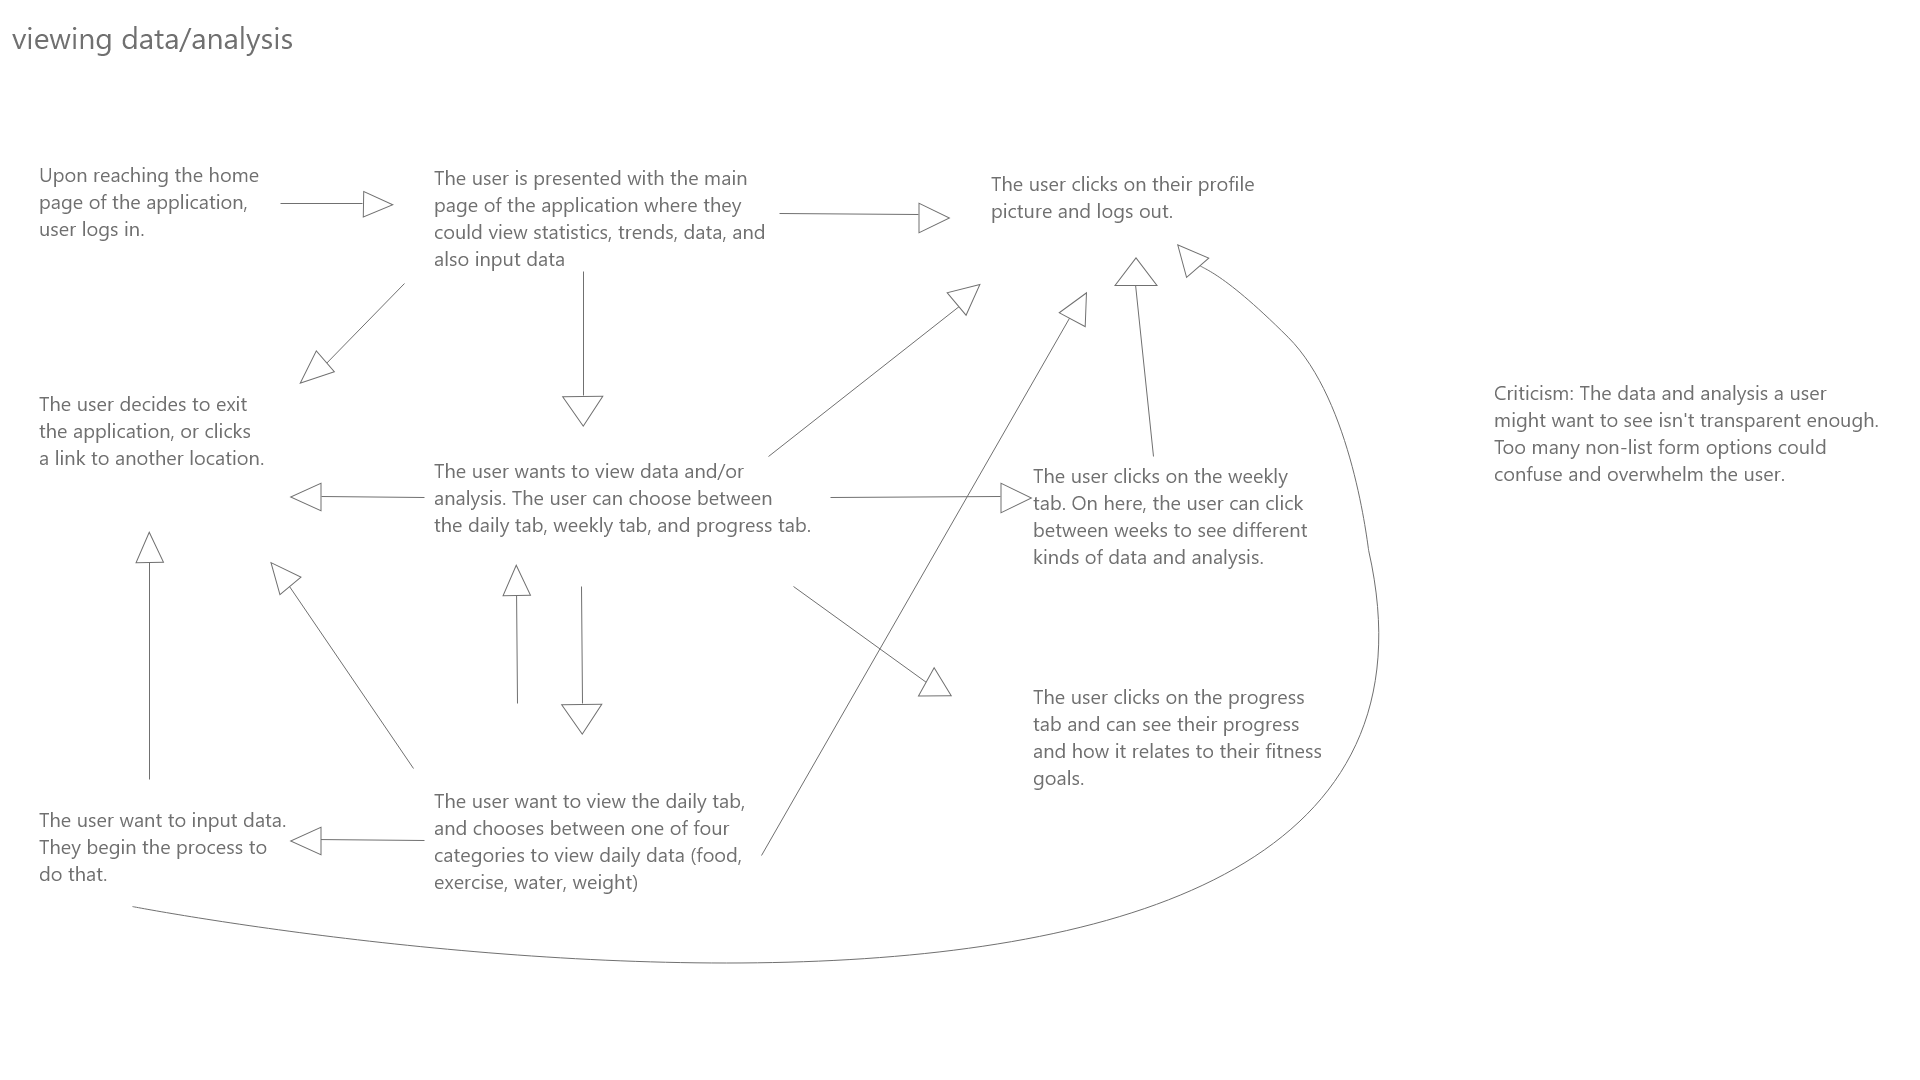 viewing data/analysis
Upon reaching the home
page of the application,
user logs in.
The user is presented with the main
page of the application where they
could view statistics, trends, data, and
also input data
The user clicks on their profile
picture and logs out.
The user decides to exit
the application, or clicks
a link to another location.
The user wants to view data and/or
analysis. The user can choose between
the daily tab, weekly tab, and progress tab.
The user clicks on the weekly
tab. On here, the user can click
between weeks to see different
kinds of data and analysis.
Criticism: The data and analysis a user
might want to see isn't transparent enough.
Too many non-list form options could
confuse and overwhelm the user.
The user clicks on the progress
tab and can see their progress
and how it relates to their fitness
goals.
The user want to input data.
They begin the process to
do that.
The user want to view the daily tab,
and chooses between one of four
categories to view daily data (food,
exercise, water, weight)